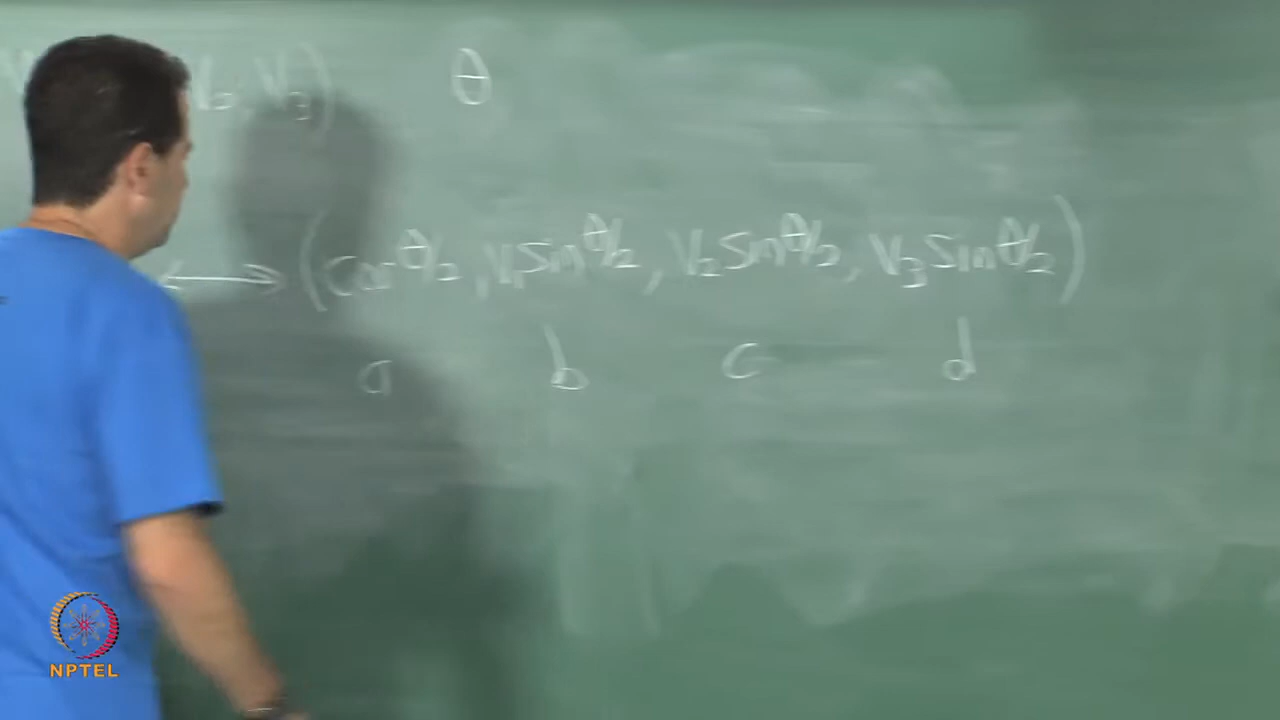 V₂, V₃) θ
↔ (cos θ/2, V₁ sin θ/2, V₂ sin θ/2, V₃ sin θ/2)
a b c d
NPTEL